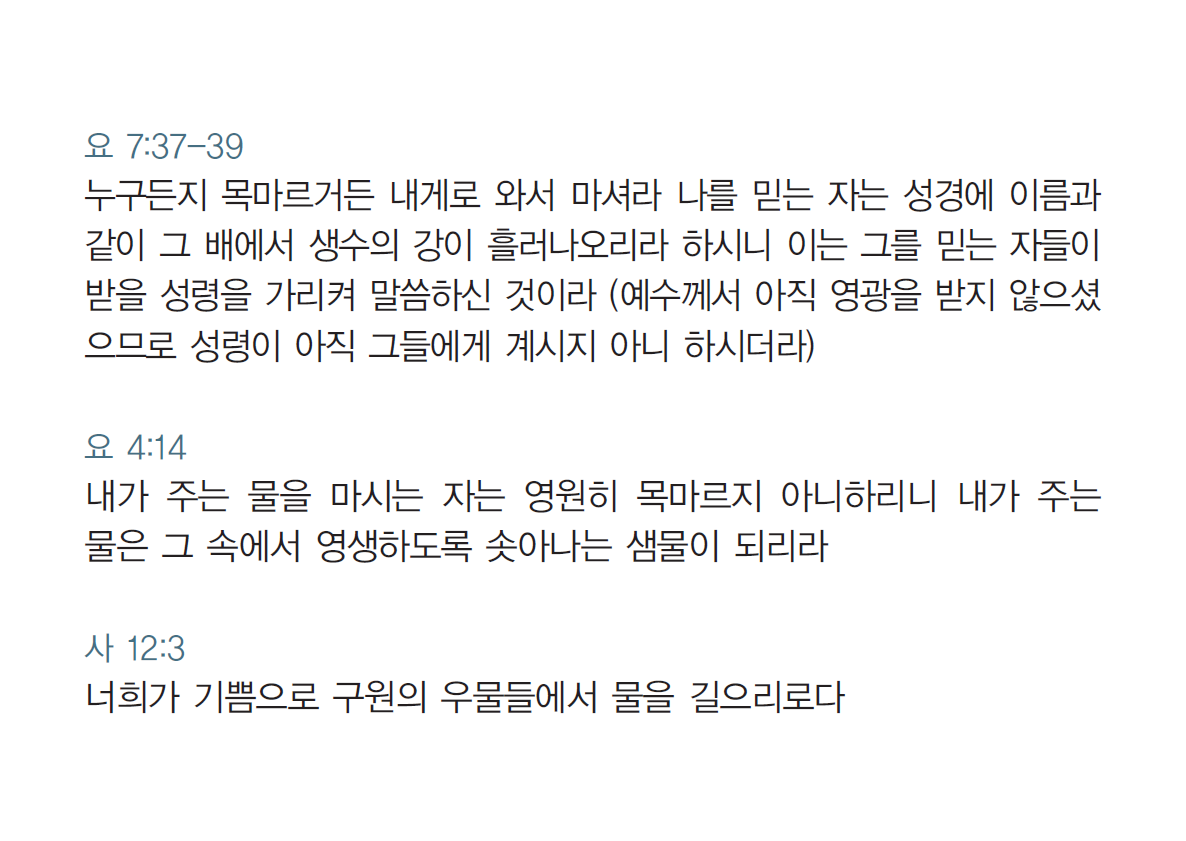 요 7:37-39
누구든지 목마르거든 내게로 와서 마셔라 나를 믿는 자는 성경에 이름과
같이 그 배에서 생수의 강이 흘러나오리라 하시니 이는 그를 믿는 자들이
받을 성령을 가리켜 말씀하신 것이라 (예수께서 아직 영광을 받지 않으셨
으므로 성령이 아직 그들에게 계시지 아니 하시더라)
요 4:14
내가 주는 물을 마시는 자는 영원히 목마르지 아니하리니 내가 주는
물은 그 속에서 영생하도록 솟아나는 샘물이 되리라
사 12:3
너희가 기쁨으로 구원의 우물들에서 물을 길으리로다